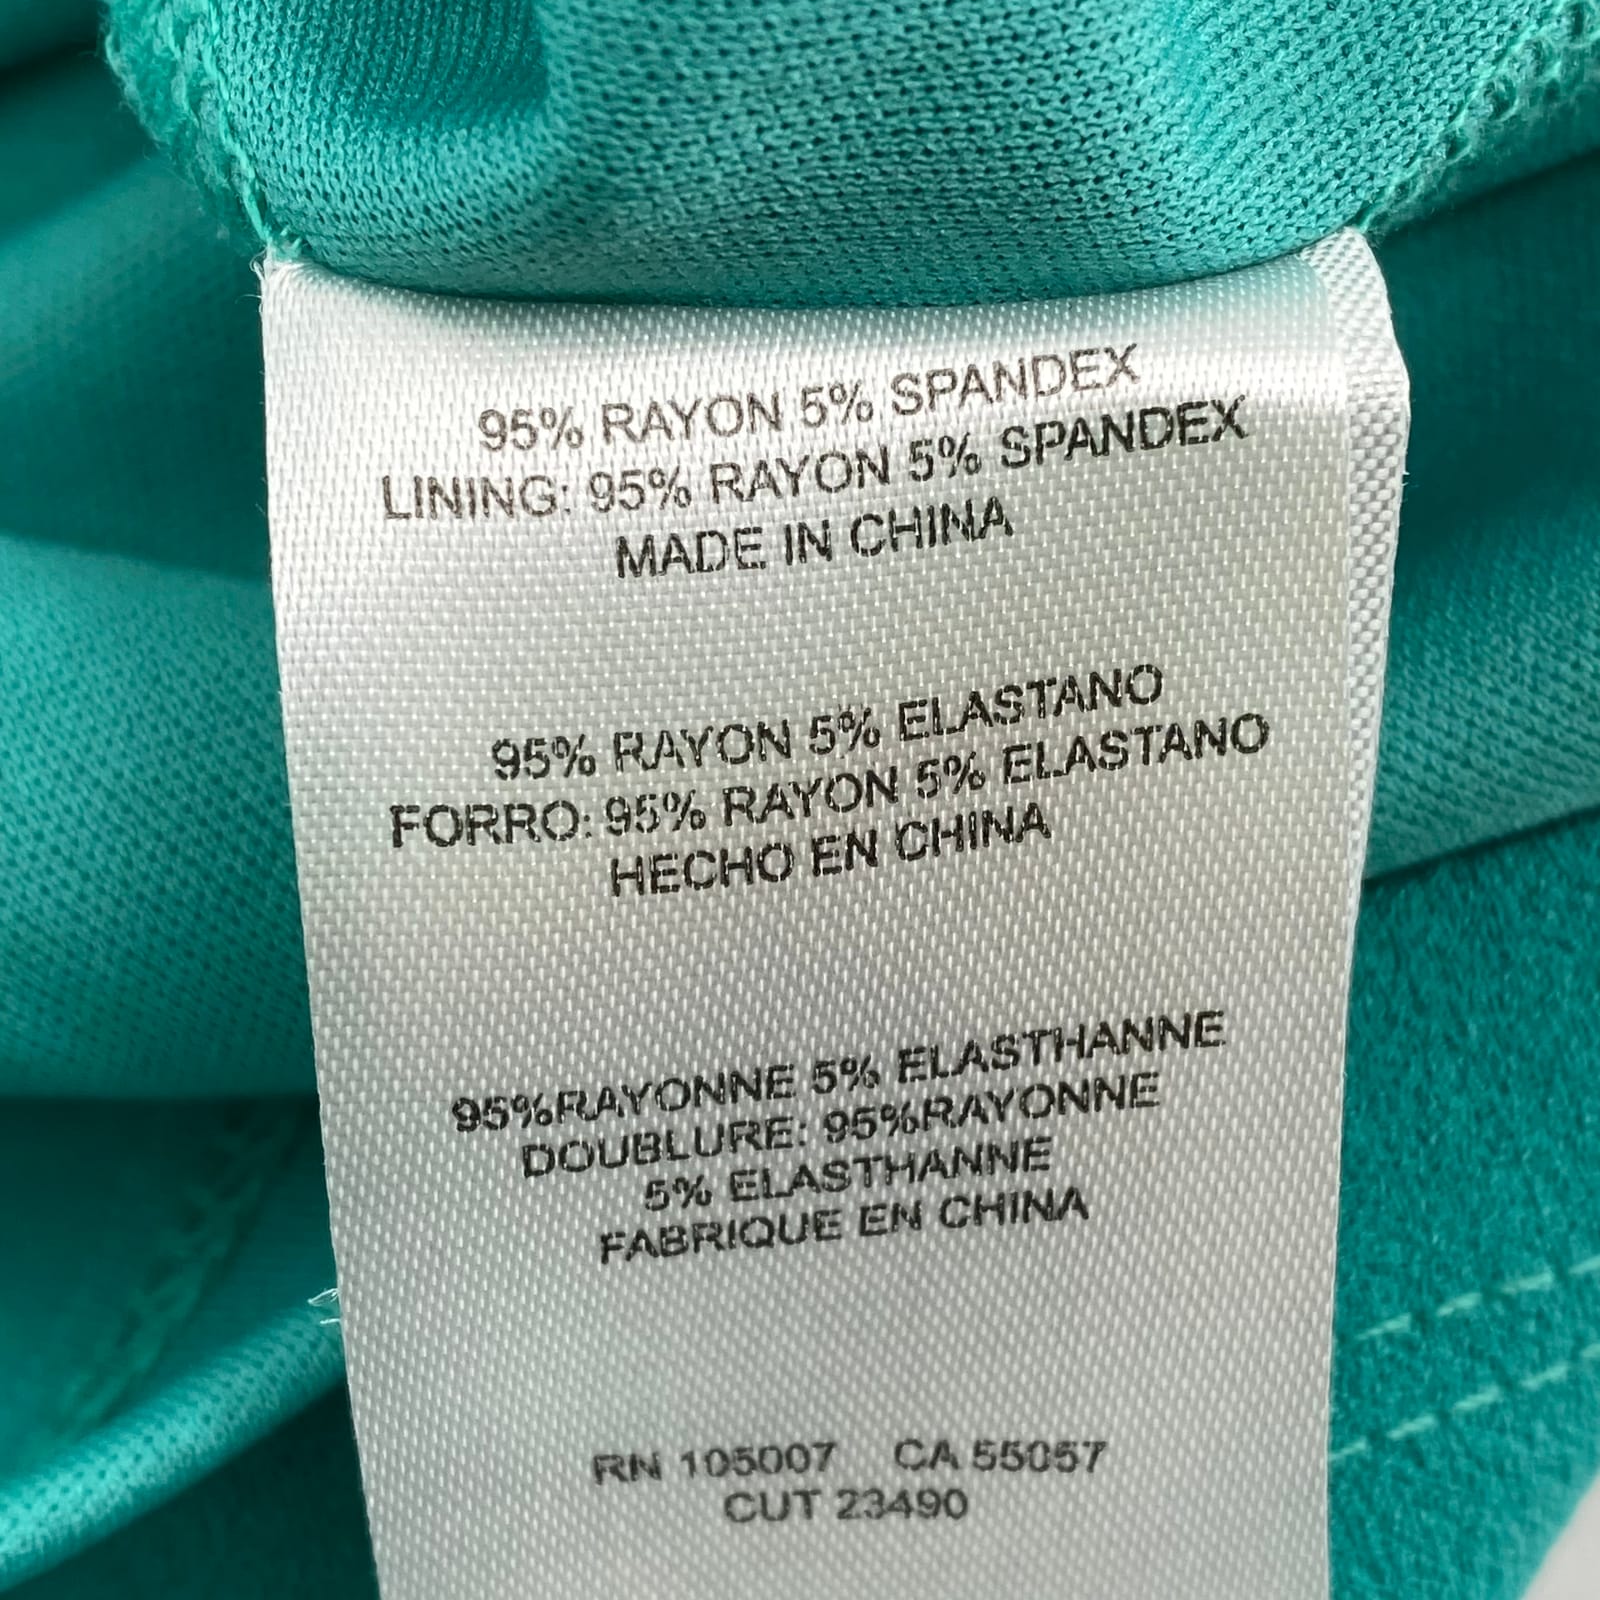 95% RAYON 5% SPANDEX
LINING: 95% RAYON 5% SPANDEX
MADE IN CHINA
95% RAYON 5% ELASTANO
FORRO: 95% RAYON 5% ELASTANO
HECHO EN CHINA
95%RAYONNE 5% ELASTHANNE
DOUBLURE: 95%RAYONNE
5% ELASTHANNE
FABRIQUE EN CHINA
RN 105007 CA 55057
CUT 23490